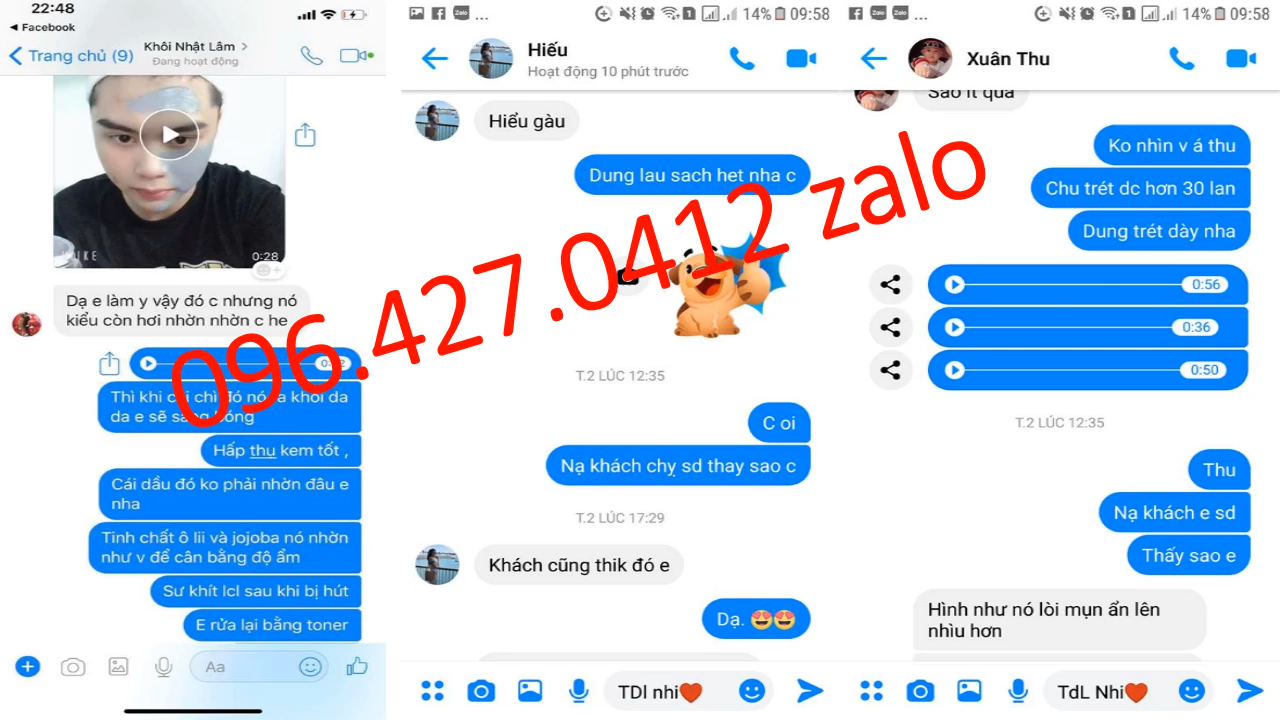 22:48
Facebook
Trang chủ (9)
Khôi Nhật Lâm
Đang hoạt động
0:28
Dạ e làm y vậy đó c nhưng nó
kiểu còn hơi nhờn nhờn c he
da e sẽ
Hấp thụ kem tốt ,
Cái dầu đó ko phải nhờn đâu e
nha
Tinh chất ô lii và jojoba nó nhờn
như v để cân bằng độ ẩm
Sư khít lcl sau khi bị hút
E rửa lại bằng toner
Aa
Zalo
...
14%
09:58
Hiếu
Hoạt động 10 phút trước
Hiểu gàu
Dung lau sach het nha c
T.2 LÚC 12:35
C oi
Nạ khách chỵ sd thay sao c
T.2 LÚC 17:29
Khách cũng thik đó e
Dạ. 😍😍
TDl nhi❤️
...
14%
09:58
Xuân Thu
Sao ít quá
Ko nhìn v á thu
Chu trét dc hơn 30 lan
Dung trét dày nha
0:56
0:36
0:50
T.2 LÚC 12:35
Thu
Nạ khách e sd
Thấy sao e
Hình như nó lòi mụn ẩn lên
nhìu hơn
TdL Nhi❤️
096.427.0412 zalo